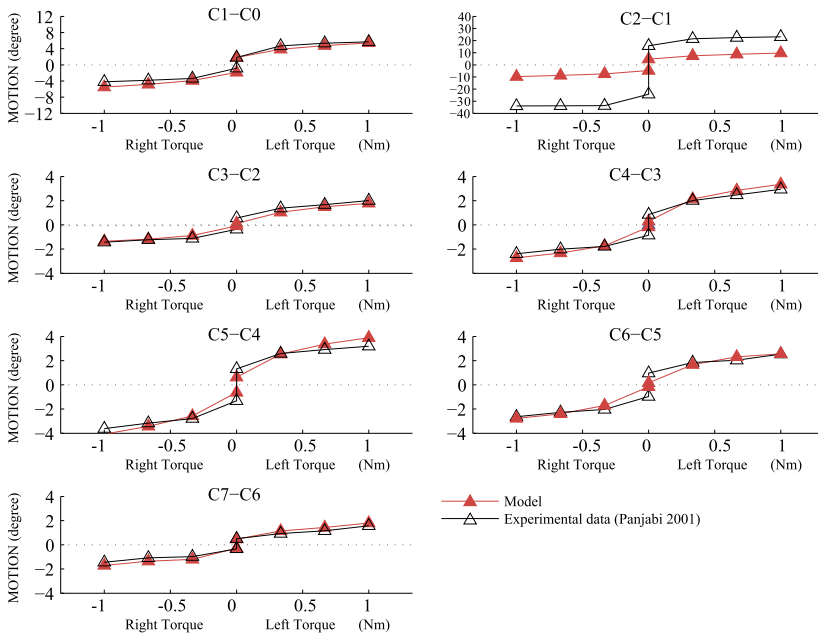 C1−C0
MOTION (degree)
12
8
4
0
−4
−8
−12
-1 -0.5 0 0.5 1
Right Torque Left Torque (Nm)
C2−C1
40
30
20
10
0
−10
−20
−30
−40
-1 -0.5 0 0.5 1
Right Torque Left Torque (Nm)
C3−C2
MOTION (degree)
4
2
0
−2
−4
-1 -0.5 0 0.5 1
Right Torque Left Torque (Nm)
C4−C3
4
2
0
−2
−4
-1 -0.5 0 0.5 1
Right Torque Left Torque (Nm)
C5−C4
MOTION (degree)
4
2
0
−2
−4
-1 -0.5 0 0.5 1
Right Torque Left Torque (Nm)
C6−C5
4
2
0
−2
−4
-1 -0.5 0 0.5 1
Right Torque Left Torque (Nm)
C7−C6
MOTION (degree)
4
2
0
−2
−4
-1 -0.5 0 0.5 1
Right Torque Left Torque (Nm)
Model
Experimental data (Panjabi 2001)